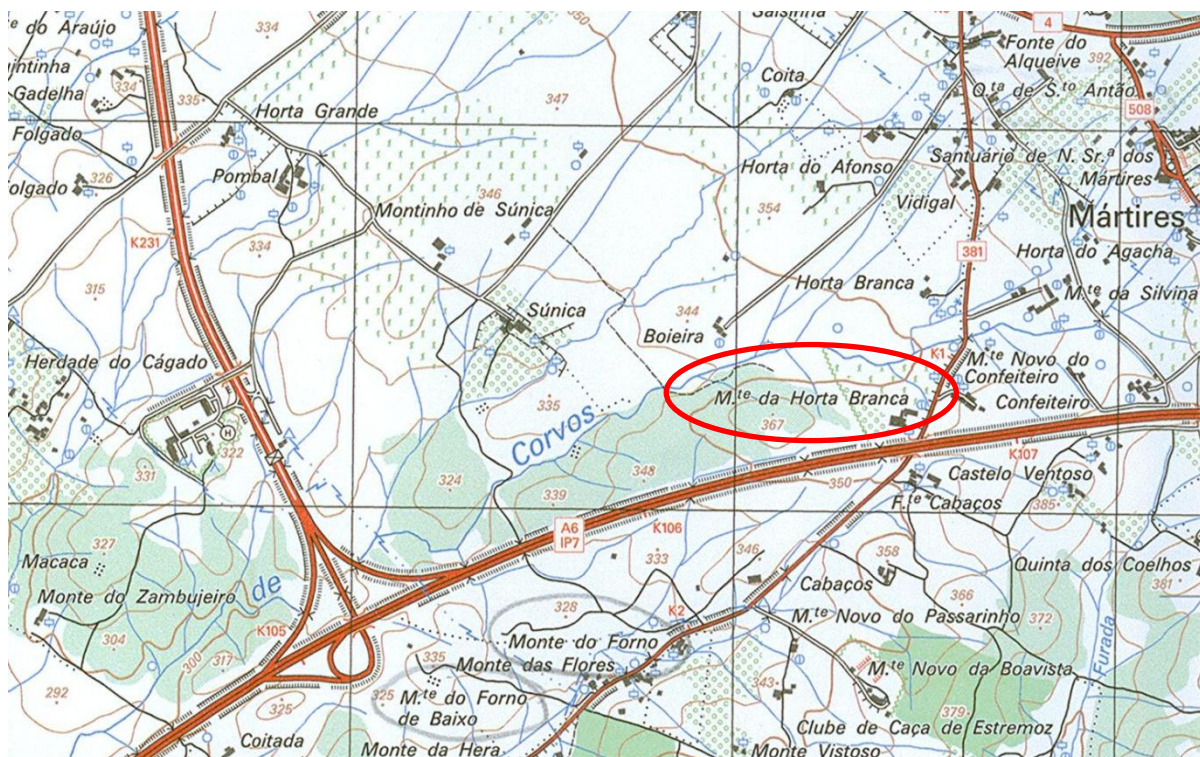 do Araújo
Gadelha
334
334
335
Folgado
326
Horta Grande
Pombal
334
347
346
Montinho de Súnica
K231
315
Herdade do Cágado
H
322
331
Súnica
335
344
Boieira
Salsinha
Coita
4
Fonte do
Alqueive
392
Q.ta de S.to Antão
508
Horta do Afonso
354
Vidigal
Santuário de N. Sr.ª dos
Mártires
Mártires
381
Horta do Agacha
Horta Branca
M.te da Silvina
K1
M.te Novo do
Confeiteiro
Confeiteiro
M.te da Horta Branca
367
Corvos
324
348
339
350
K107
Castelo Ventoso
385
F.te Cabaços
A6
IP7
K106
333
346
358
Cabaços
Quinta dos Coelhos
381
366
372
Furada
327
Macaca
Monte do Zambujeiro
de
304
300
317
K105
292
325
325
328
K2
Monte do Forno
335
Monte das Flores
M.te do Forno
de Baixo
M.te Novo do Passarinho
M.te Novo da Boavista
343
379
Clube de Caça de Estremoz
Coitada
Monte da Hera
Monte Vistoso